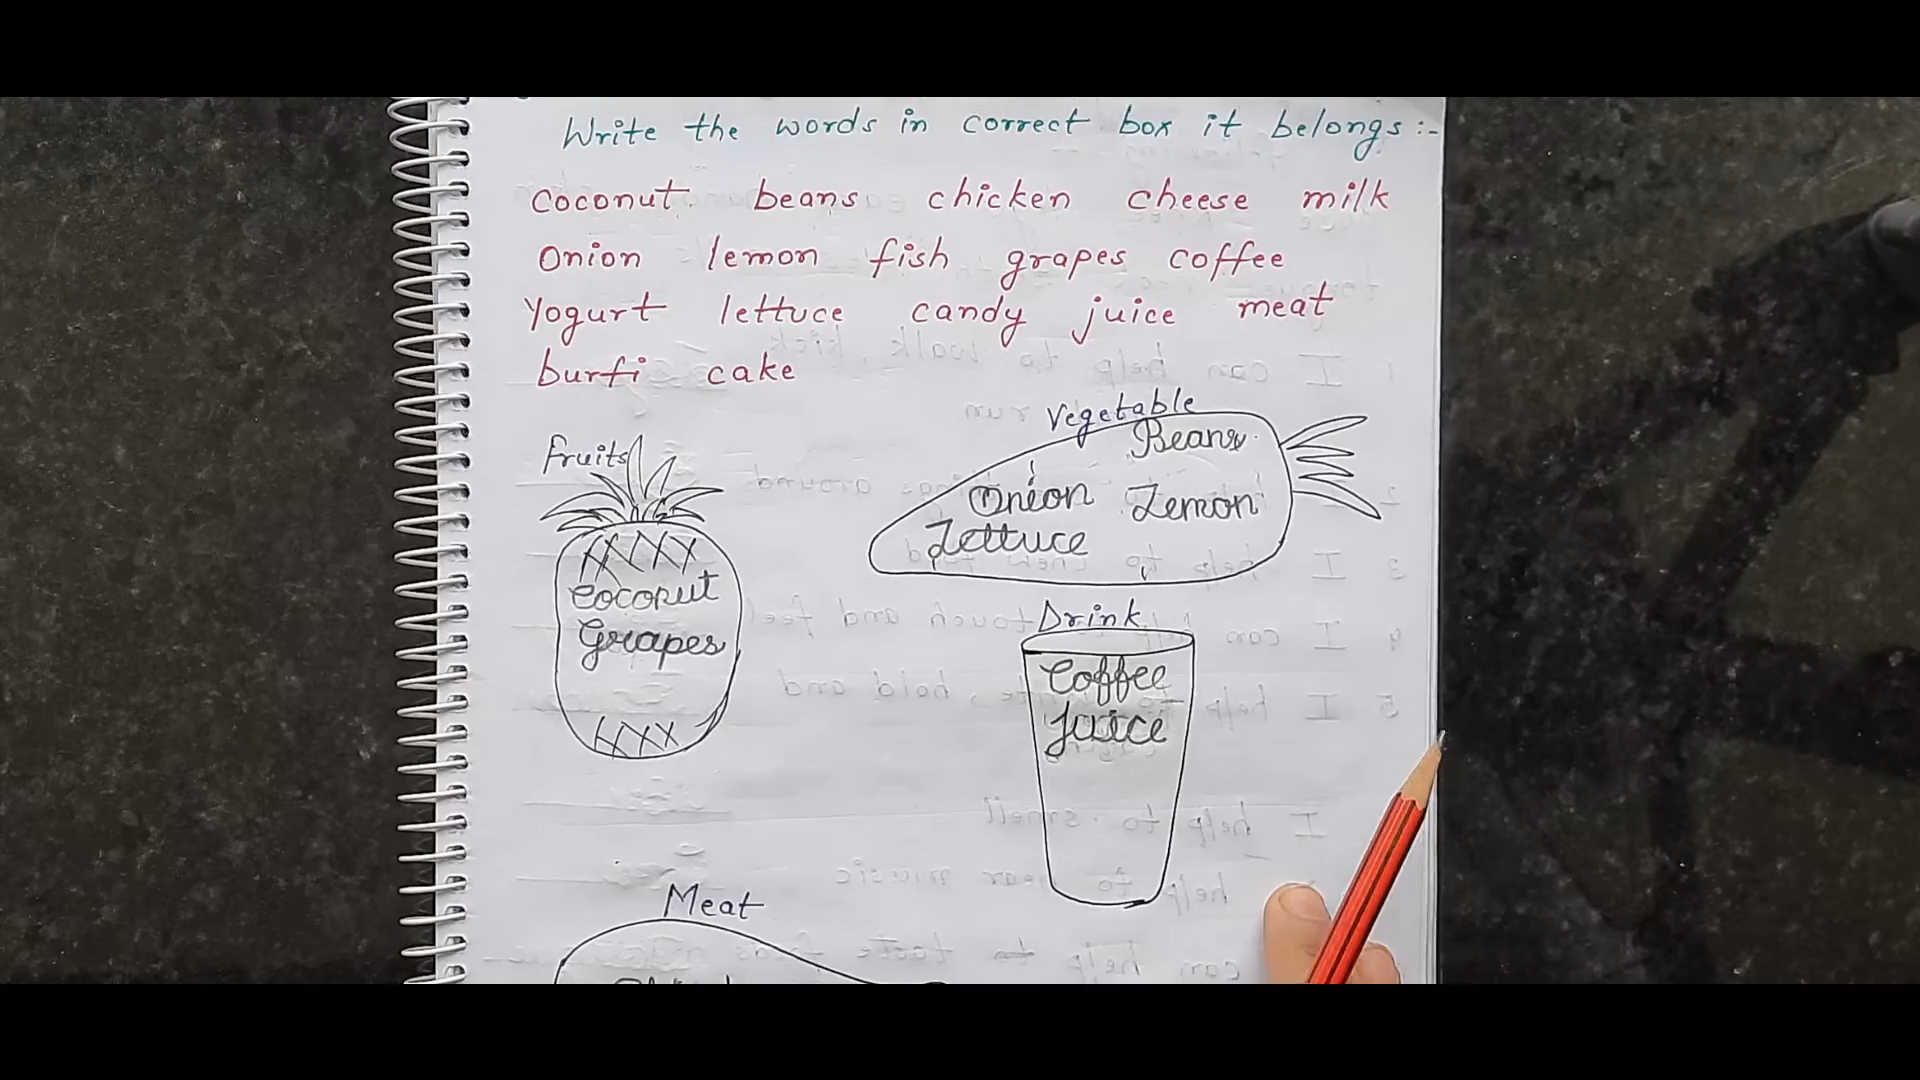 Write the words in correct box it belongs :-
coconut beans chicken cheese milk
Onion lemon fish grapes coffee
Yogurt lettuce candy juice meat
burfi cake
Fruits
Coconut
Grapes
Vegetable
Beans
Onion Lemon
Lettuce
Drink
Coffee
Juice
Meat